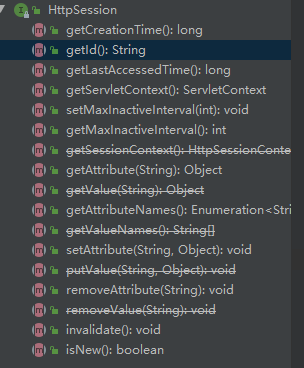 HttpSession
getCreationTime(): long
getId(): String
getLastAccessedTime(): long
getServletContext(): ServletContext
setMaxInactiveInterval(int): void
getMaxInactiveInterval(): int
getSessionContext(): HttpSessionConte
getAttribute(String): Object
getValue(String): Object
getAttributeNames(): Enumeration<Str
getValueNames(): String[]
setAttribute(String, Object): void
putValue(String, Object): void
removeAttribute(String): void
removeValue(String): void
invalidate(): void
isNew(): boolean